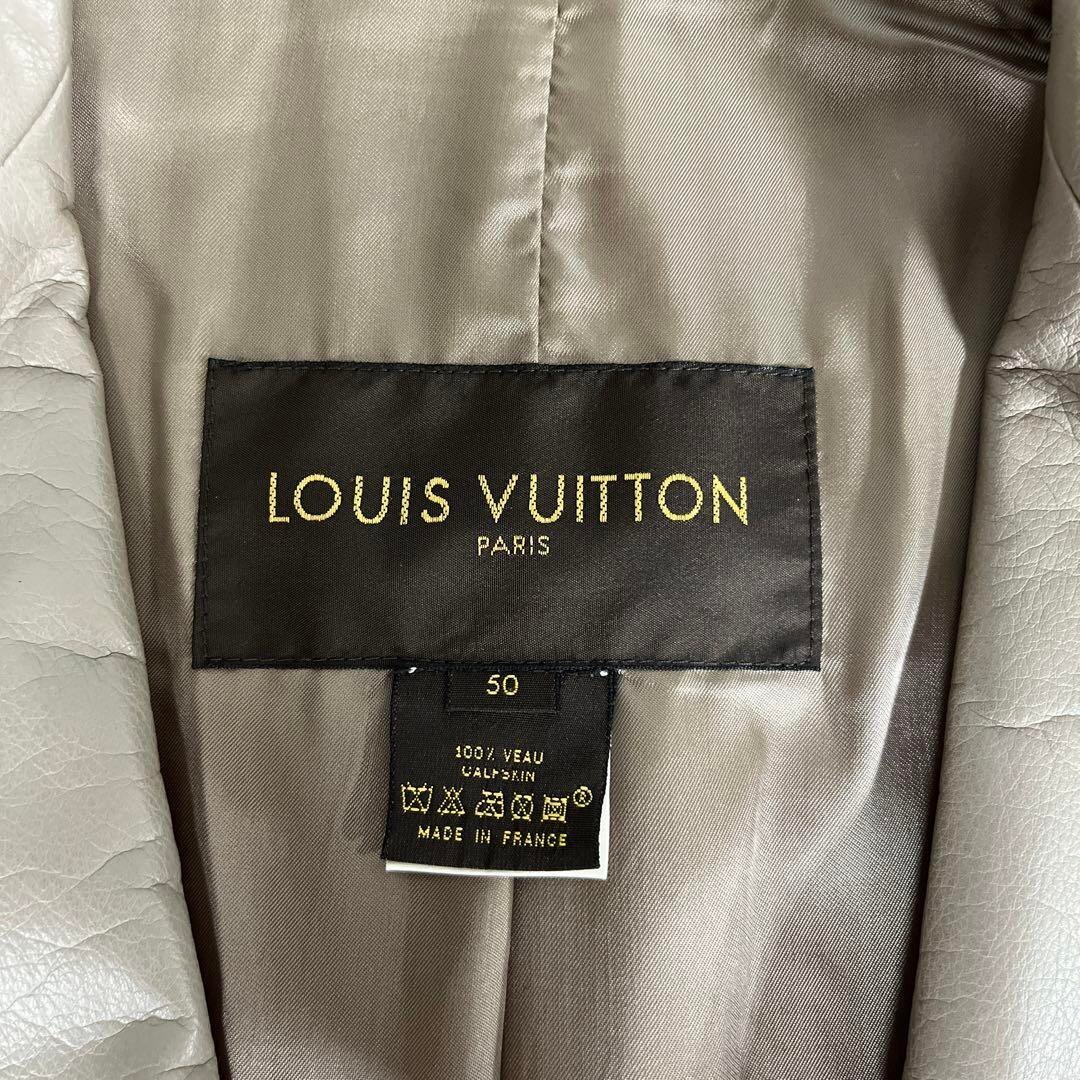 LOUIS VUITTON
PARIS
50
100% VEAU
CALFSKIN
®
MADE IN FRANCE